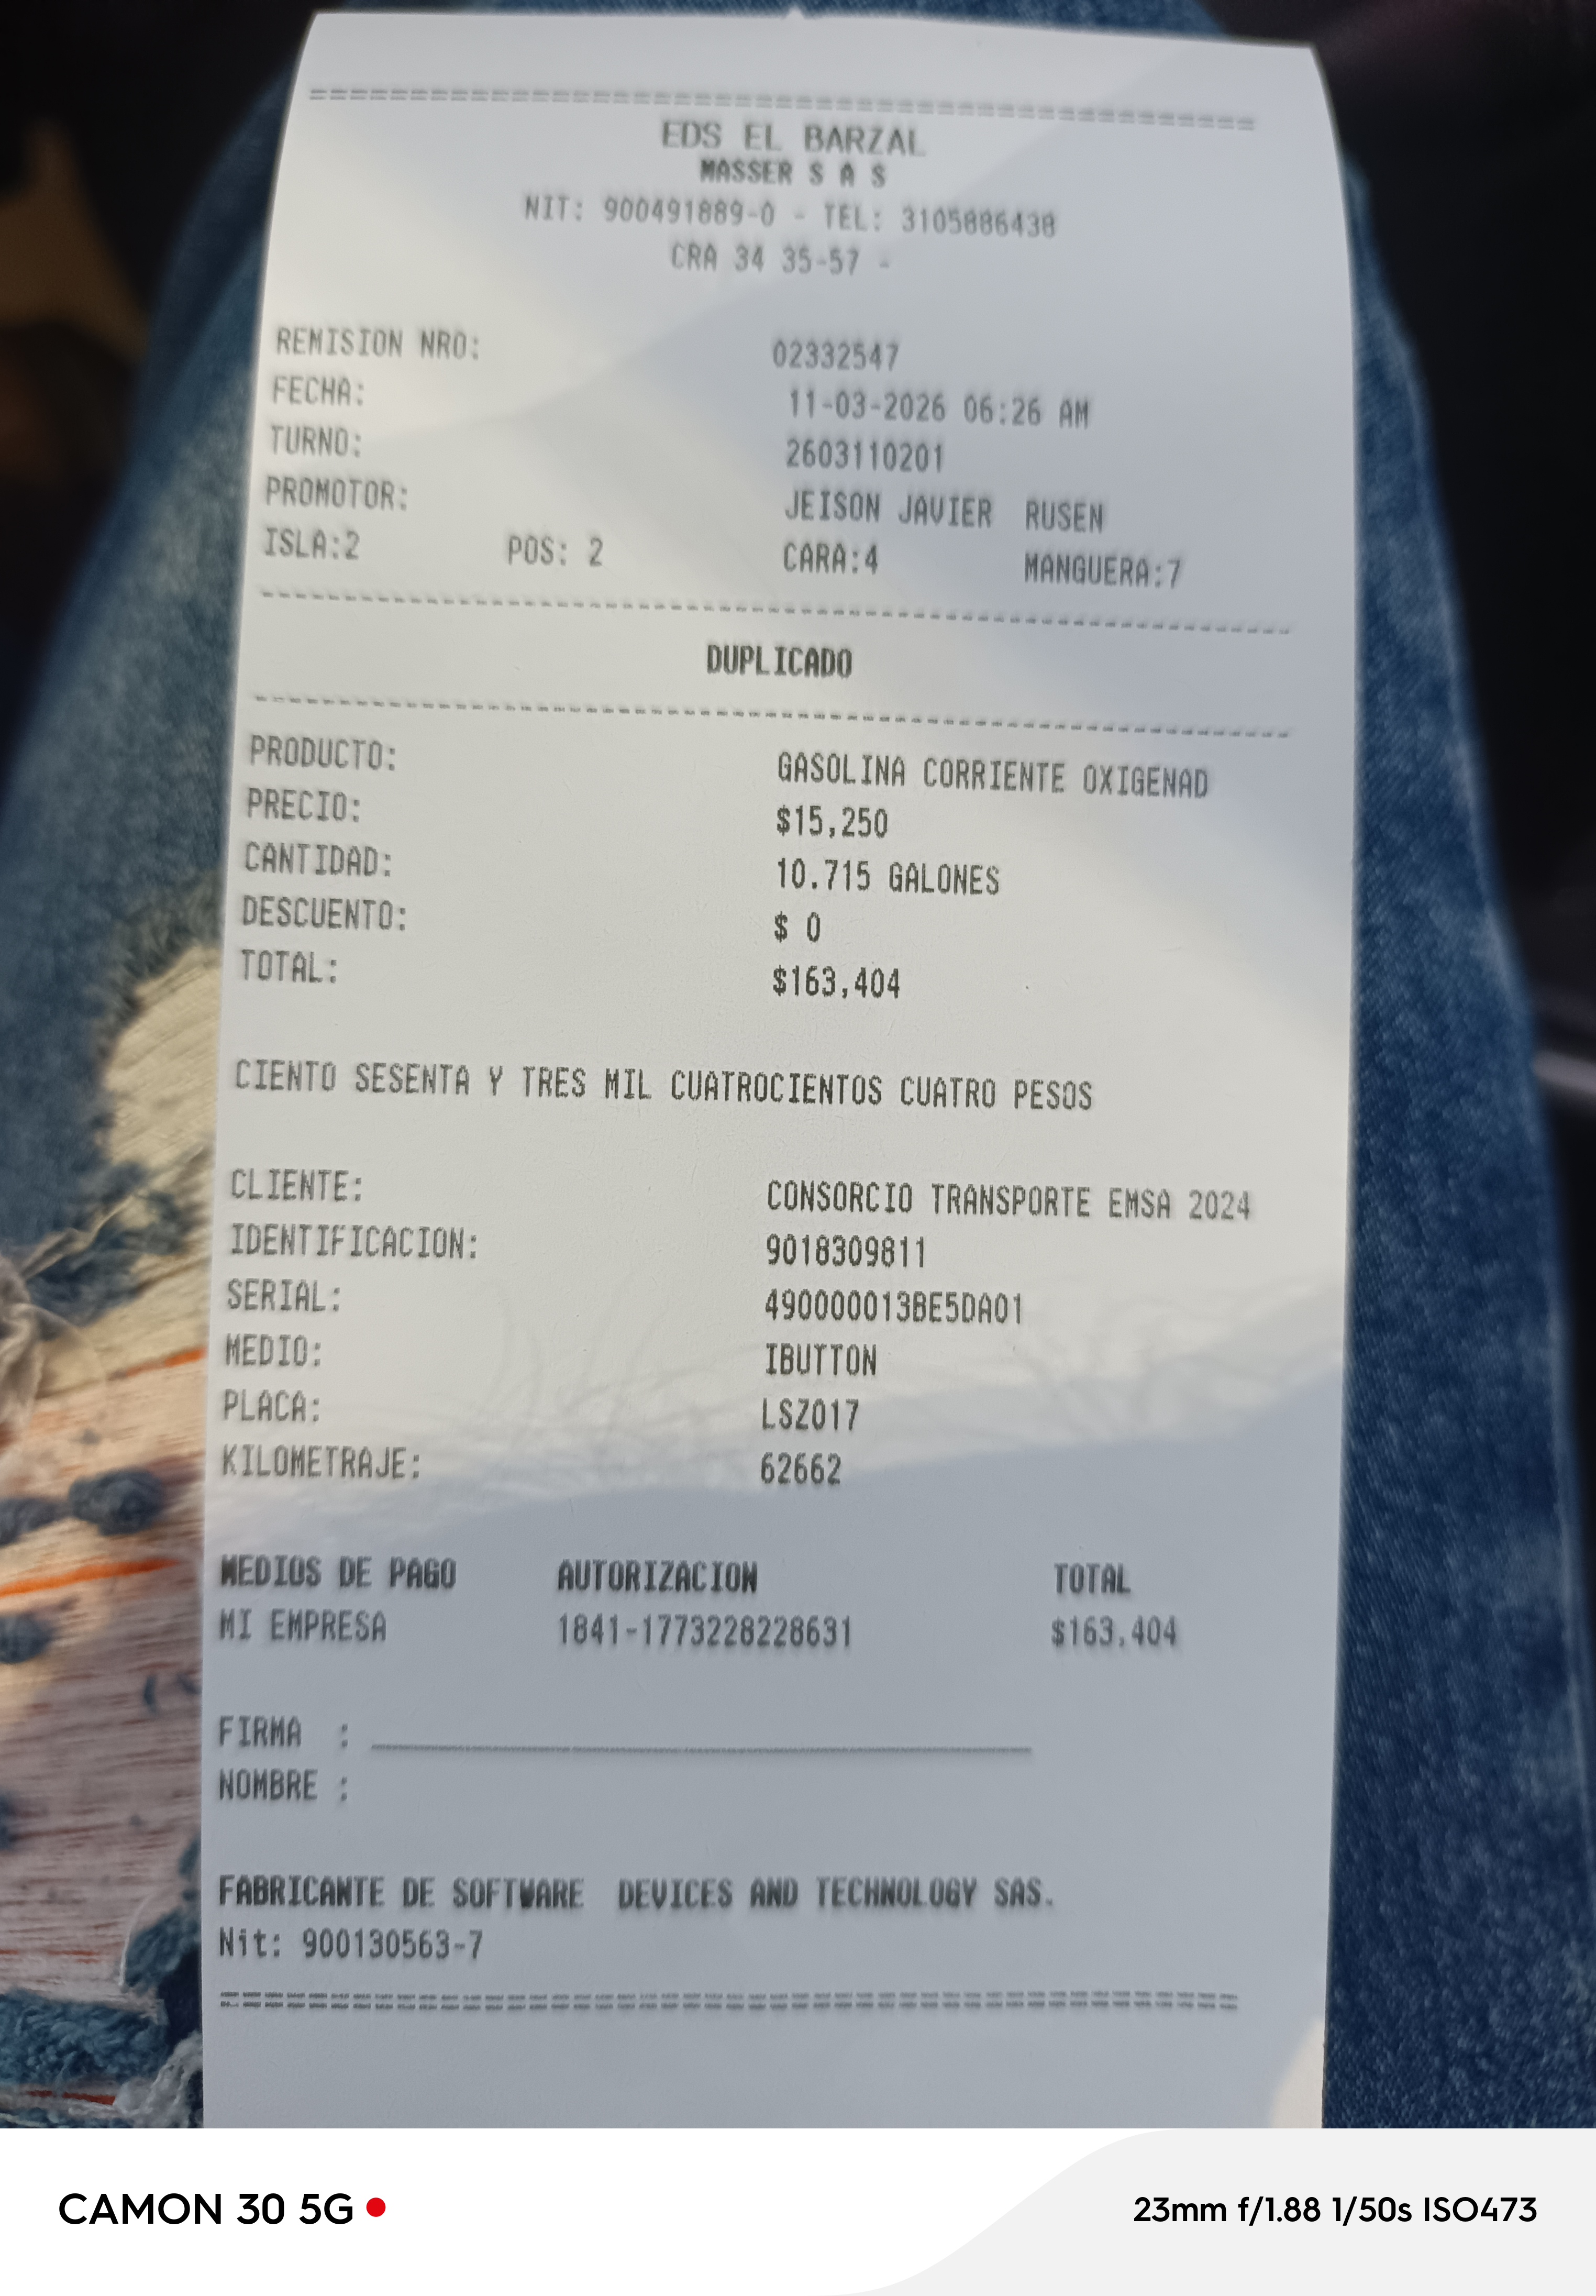 ================================================
EDS EL BARZAL
MASSER S A S
NIT: 900491889-0 - TEL: 3105886438
CRA 34 35-57 -
REMISION NRO: 02332547
FECHA: 11-03-2026 06:26 AM
TURNO: 2603110201
PROMOTOR: JEISON JAVIER RUSEN
ISLA:2 POS: 2 CARA:4 MANGUERA:7
DUPLICADO
PRODUCTO: GASOLINA CORRIENTE OXIGENAD
PRECIO: $15,250
CANTIDAD: 10.715 GALONES
DESCUENTO: $ 0
TOTAL: $163,404
CIENTO SESENTA Y TRES MIL CUATROCIENTOS CUATRO PESOS
CLIENTE: CONSORCIO TRANSPORTE EMSA 2024
IDENTIFICACION: 9018309811
SERIAL: 490000013BE5DA01
MEDIO: IBUTTON
PLACA: LSZ017
KILOMETRAJE: 62662
MEDIOS DE PAGO AUTORIZACION TOTAL
MI EMPRESA 1841-1773228228631 $163,404
FIRMA :
NOMBRE :
FABRICANTE DE SOFTWARE DEVICES AND TECHNOLOGY SAS.
Nit: 900130563-7
================================================
CAMON 30 5G
23mm f/1.88 1/50s ISO473